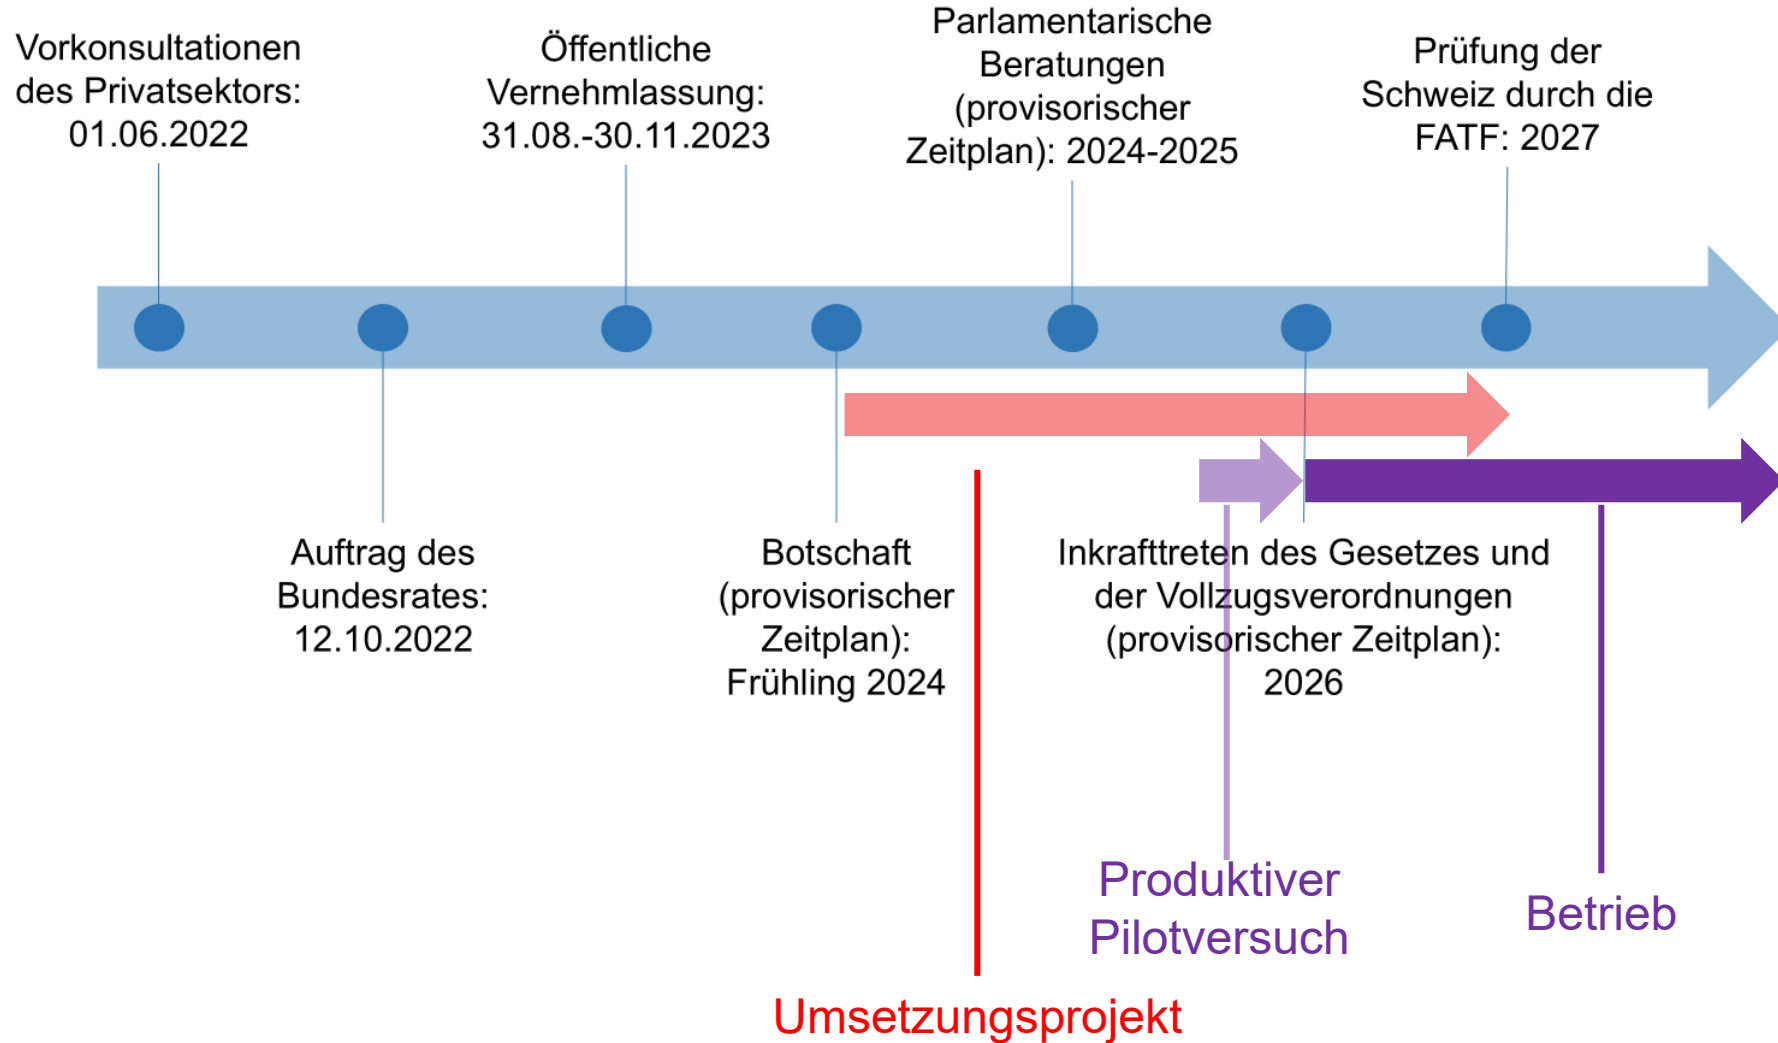 Vorkonsultationen
des Privatsektors:
01.06.2022
Öffentliche
Vernehmlassung:
31.08.-30.11.2023
Parlamentarische
Beratungen
(provisorischer
Zeitplan): 2024-2025
Prüfung der
Schweiz durch die
FATF: 2027
Auftrag des
Bundesrates:
12.10.2022
Botschaft
(provisorischer
Zeitplan):
Frühling 2024
Inkrafttreten des Gesetzes und
der Vollzugsverordnungen
(provisorischer Zeitplan):
2026
Produktiver
Pilotversuch
Betrieb
Umsetzungsprojekt